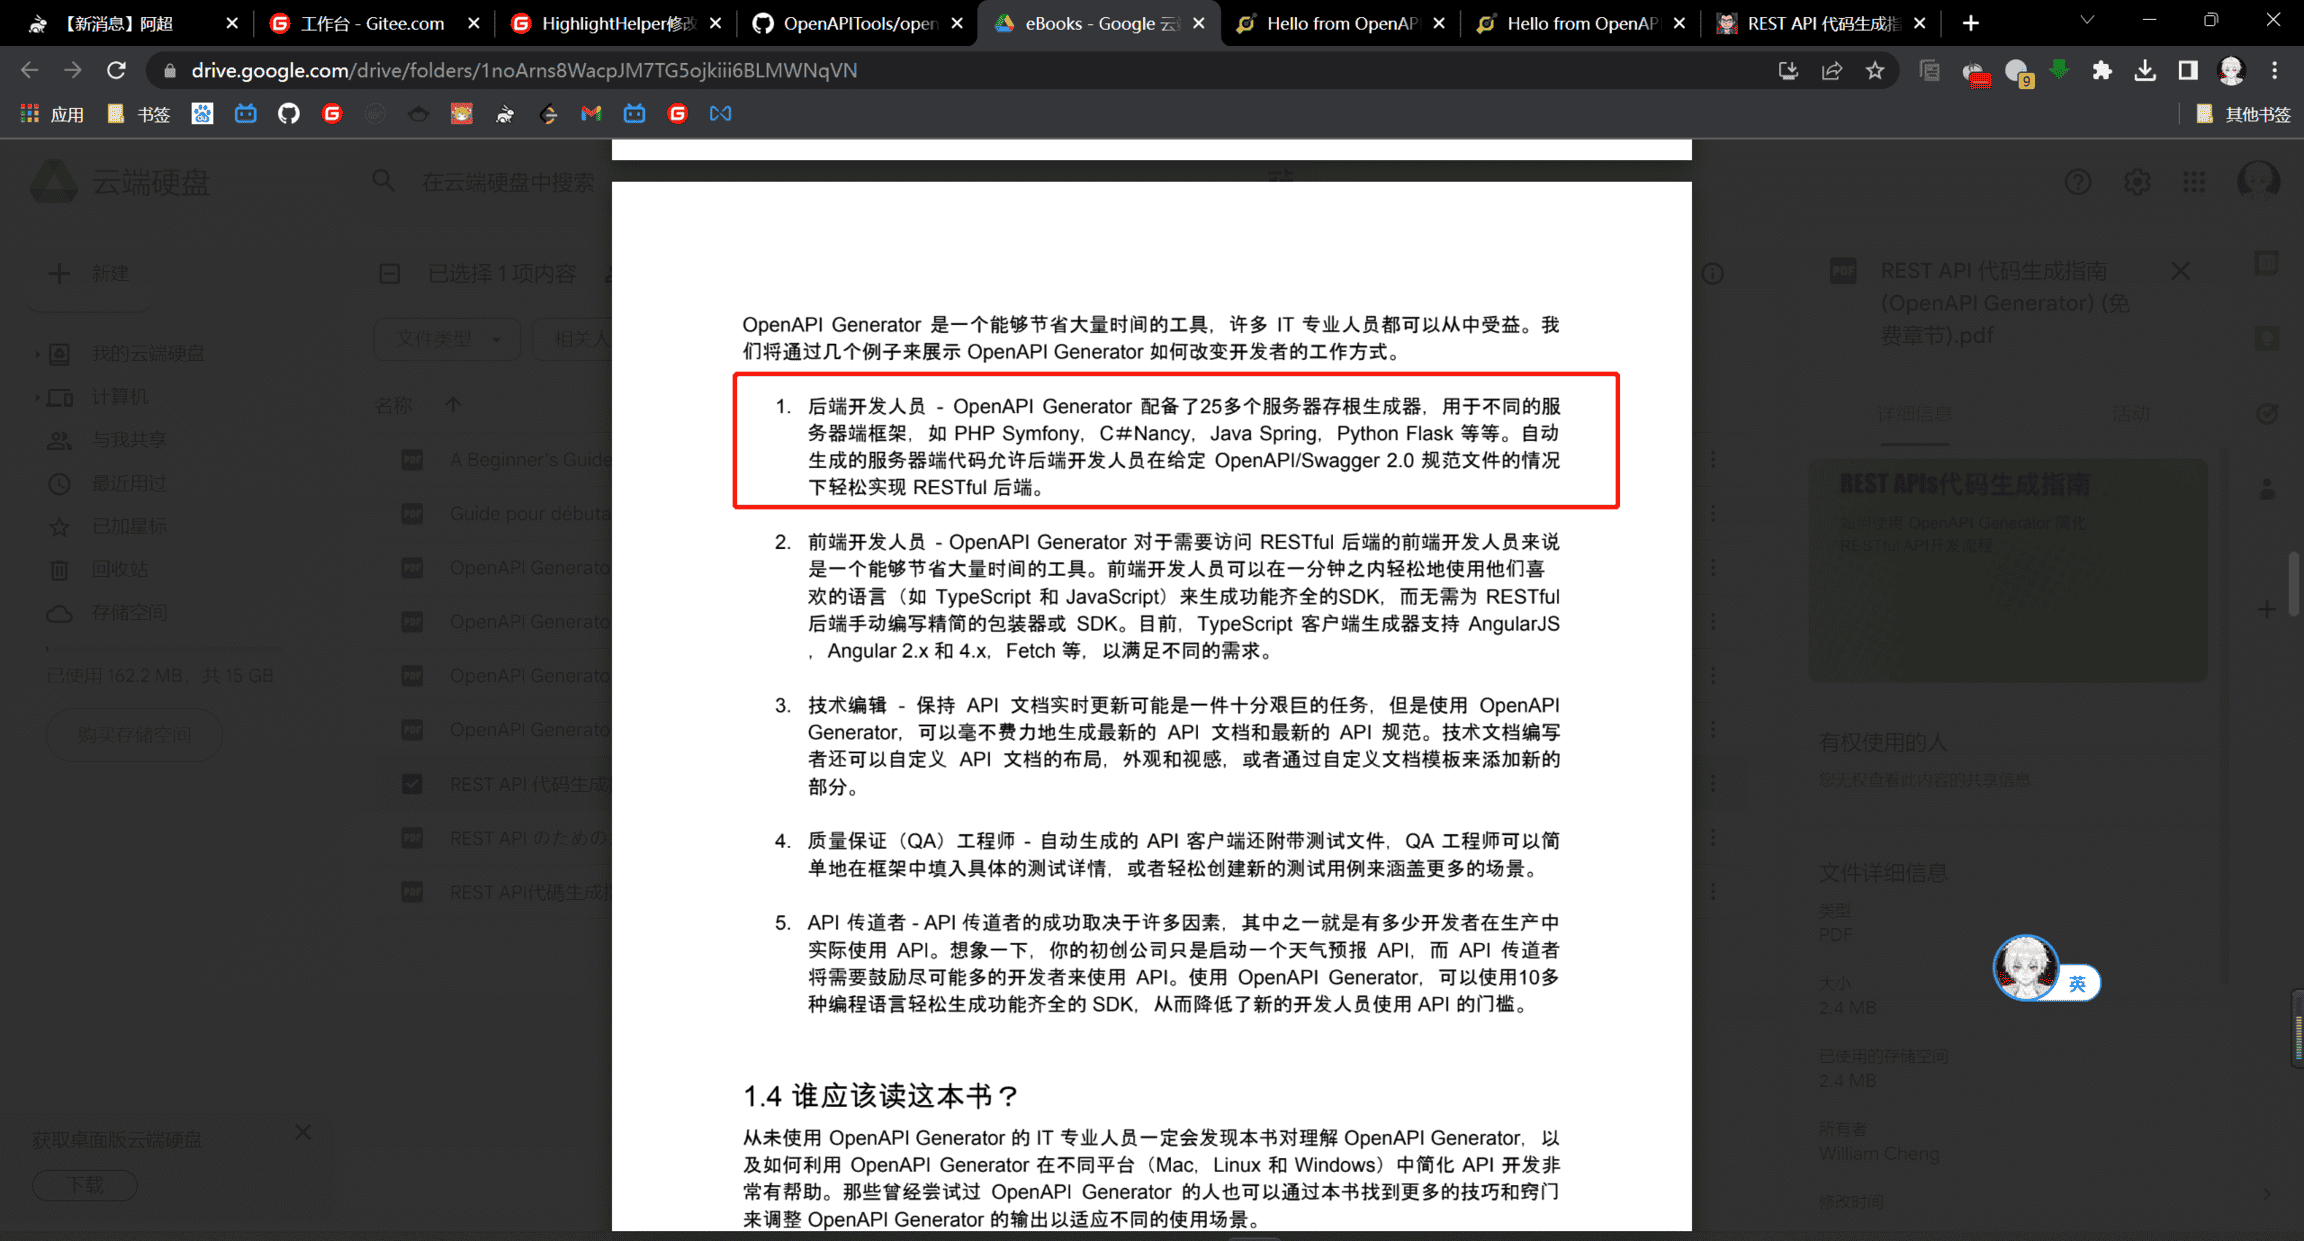 【新消息】阿超
工作台 - Gitee.com
HighlightHelper修改
OpenAPITools/open
eBooks - Google 云
Hello from OpenAP
Hello from OpenAP
REST API 代码生成指
drive.google.com/drive/folders/1noArns8WacpJM7TG5ojkiii6BLMWNqVN
9
应用
书签
其他书签
云端硬盘
在云端硬盘中搜索
新建
已选择 1 项内容
文件类型
相关人
我的云端硬盘
计算机
与我共享
最近用过
已加星标
回收站
存储空间
已使用 162.2 MB，共 15 GB
购买存储空间
获取桌面版云端硬盘
下载
名称
PDF A Beginner's Guide
PDF Guide pour débuta
PDF OpenAPI Generato
PDF OpenAPI Generato
PDF OpenAPI Generato
PDF OpenAPI Generato
REST API 代码生成
PDF REST API のための
PDF REST API代碼生成指
OpenAPI Generator 是一个能够节省大量时间的工具，许多 IT 专业人员都可以从中受益。我
们将通过几个例子来展示 OpenAPI Generator 如何改变开发者的工作方式。
1. 后端开发人员 - OpenAPI Generator 配备了25多个服务器存根生成器，用于不同的服
务器端框架，如 PHP Symfony，C＃Nancy，Java Spring，Python Flask 等等。自动
生成的服务器端代码允许后端开发人员在给定 OpenAPI/Swagger 2.0 规范文件的情况
下轻松实现 RESTful 后端。
2. 前端开发人员 - OpenAPI Generator 对于需要访问 RESTful 后端的前端开发人员来说
是一个能够节省大量时间的工具。前端开发人员可以在一分钟之内轻松地使用他们喜
欢的语言（如 TypeScript 和 JavaScript）来生成功能齐全的SDK，而无需为 RESTful
后端手动编写精简的包装器或 SDK。目前，TypeScript 客户端生成器支持 AngularJS
，Angular 2.x 和 4.x，Fetch 等，以满足不同的需求。
3. 技术编辑 - 保持 API 文档实时更新可能是一件十分艰巨的任务，但是使用 OpenAPI
Generator，可以毫不费力地生成最新的 API 文档和最新的 API 规范。技术文档编写
者还可以自定义 API 文档的布局，外观和视感，或者通过自定义文档模板来添加新的
部分。
4. 质量保证（QA）工程师 - 自动生成的 API 客户端还附带测试文件，QA 工程师可以简
单地在框架中填入具体的测试详情，或者轻松创建新的测试用例来涵盖更多的场景。
5. API 传道者 - API 传道者的成功取决于许多因素，其中之一就是有多少开发者在生产中
实际使用 API。想象一下，你的初创公司只是启动一个天气预报 API，而 API 传道者
将需要鼓励尽可能多的开发者来使用 API。使用 OpenAPI Generator，可以使用10多
种编程语言轻松生成功能齐全的 SDK，从而降低了新的开发人员使用 API 的门槛。
1.4 谁应该读这本书？
从未使用 OpenAPI Generator 的 IT 专业人员一定会发现本书对理解 OpenAPI Generator，以
及如何利用 OpenAPI Generator 在不同平台（Mac，Linux 和 Windows）中简化 API 开发非
常有帮助。那些曾经尝试过 OpenAPI Generator 的人也可以通过本书找到更多的技巧和窍门
来调整 OpenAPI Generator 的输出以适应不同的使用场景。
PDF REST API 代码生成指南
(OpenAPI Generator) (免
费章节).pdf
详细信息
活动
REST APIs代码生成指南
如何使用 OpenAPI Generator 简化
RESTful API开发流程
有权使用的人
您无权查看此内容的共享信息
文件详细信息
类型
PDF
大小
2.4 MB
已使用的存储空间
2.4 MB
所有者
William Cheng
修改时间
英